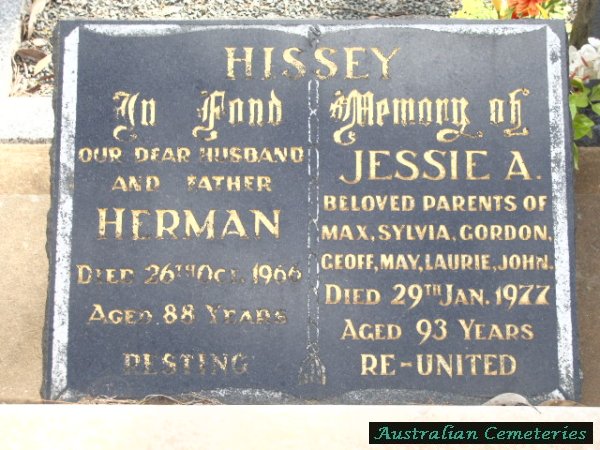 HISSEY
In Fond Memory of
OUR DEAR HUSBAND
AND FATHER
HERMAN
DIED 26TH OCT. 1966
AGED 88 YEARS
RESTING
JESSIE A.
BELOVED PARENTS OF
MAX, SYLVIA, GORDON,
GEOFF, MAY, LAURIE, JOHN.
DIED 29TH JAN. 1977
AGED 93 YEARS
RE-UNITED
Australian Cemeteries